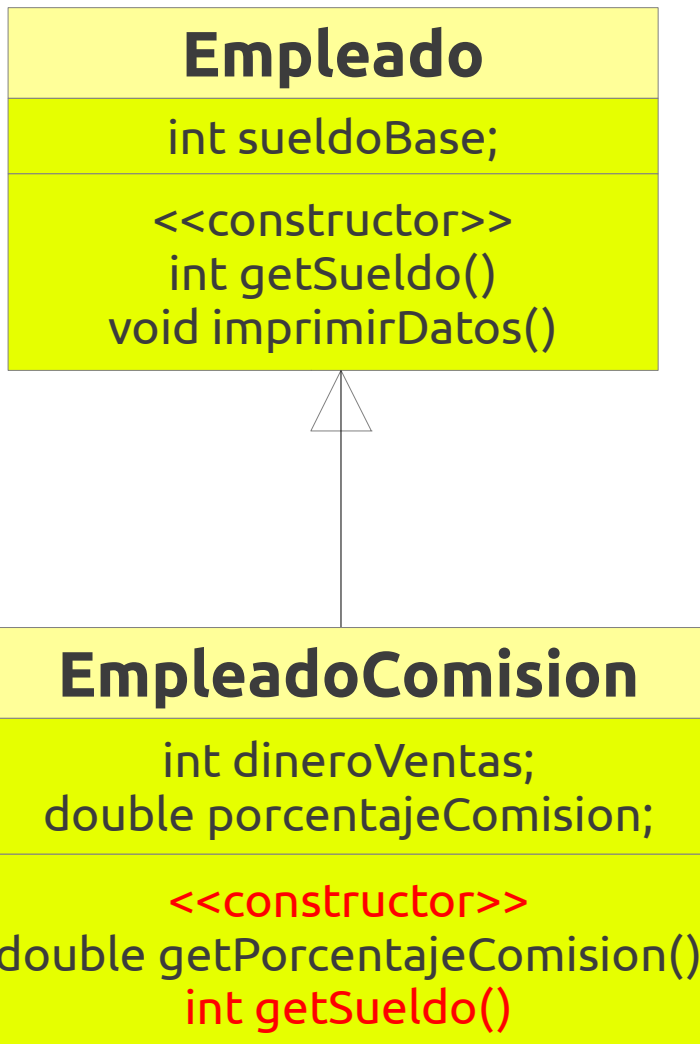 Empleado
int sueldoBase;
<<constructor>>
int getSueldo()
void imprimirDatos()
EmpleadoComision
int dineroVentas;
double porcentajeComision;
<<constructor>>
double getPorcentajeComision()
int getSueldo()